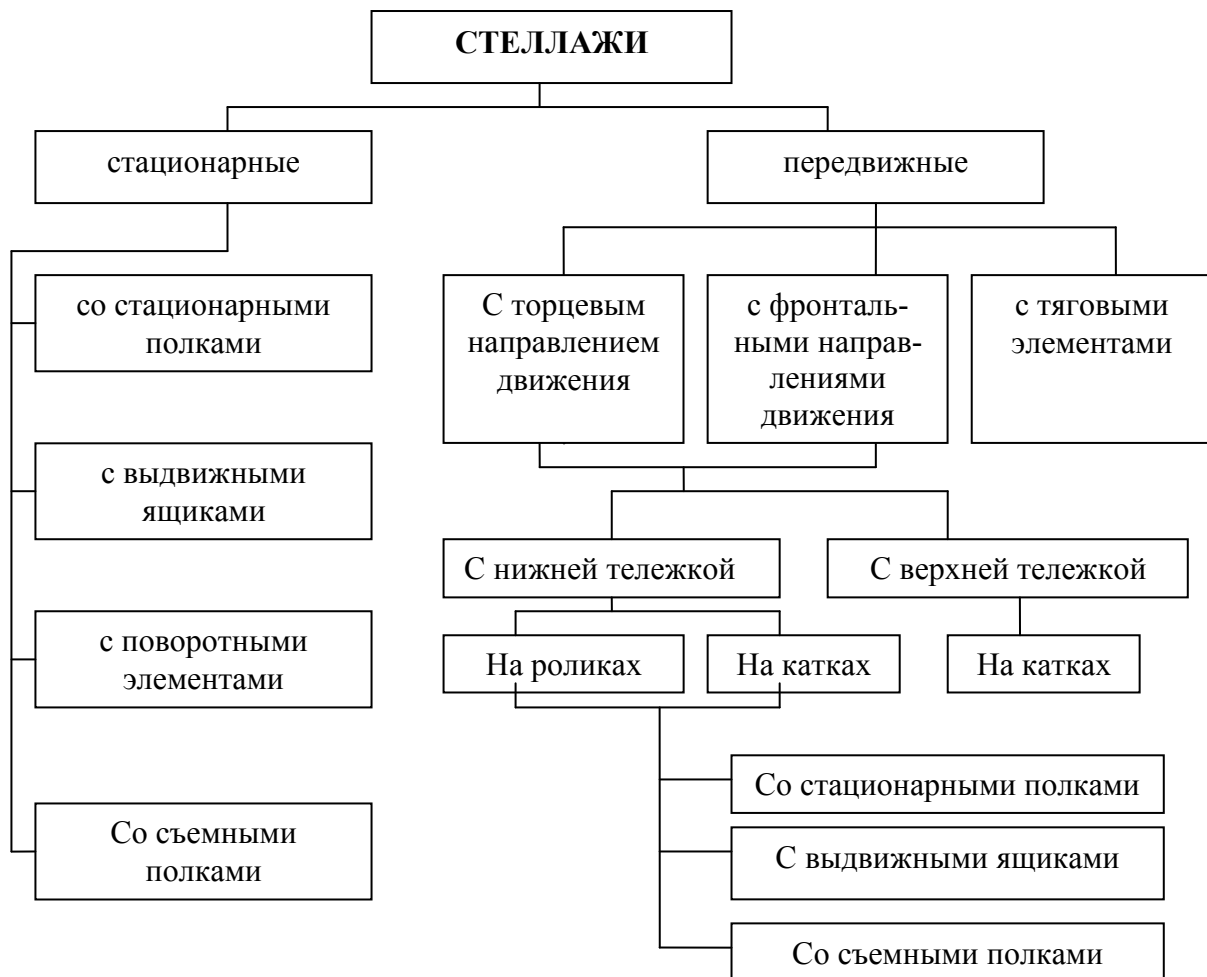 СТЕЛЛАЖИ
стационарные
передвижные
со стационарными
полками
с выдвижными
ящиками
с поворотными
элементами
Со съемными
полками
С торцевым
направлением
движения
с фронталь-
ными направ-
лениями
движения
с тяговыми
элементами
С нижней тележкой
С верхней тележкой
На роликах
На катках
На катках
Со стационарными полками
С выдвижными ящиками
Со съемными полками